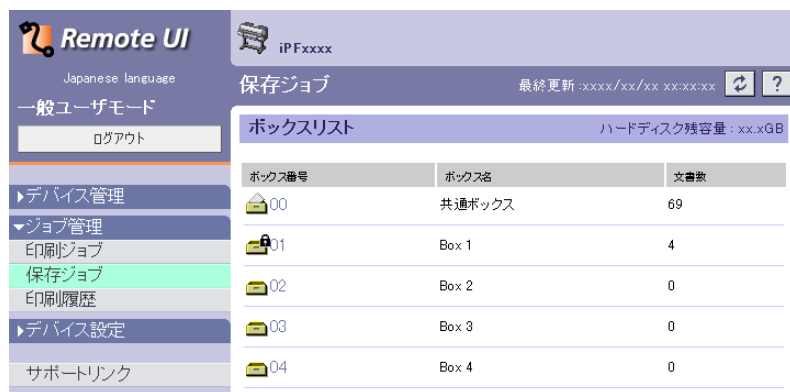 Remote UI
Japanese language
一般ユーザモード
ログアウト
▶デバイス管理
▼ジョブ管理
印刷ジョブ
保存ジョブ
印刷履歴
▶デバイス設定
サポートリンク
iPFxxxx
保存ジョブ 最終更新:xxxx/xx/xx xx:xx:xx ?
ボックスリスト ハードディスク残容量:xx.xGB
ボックス番号 ボックス名 文書数
00 共通ボックス 69
01 Box 1 4
02 Box 2 0
03 Box 3 0
04 Box 4 0